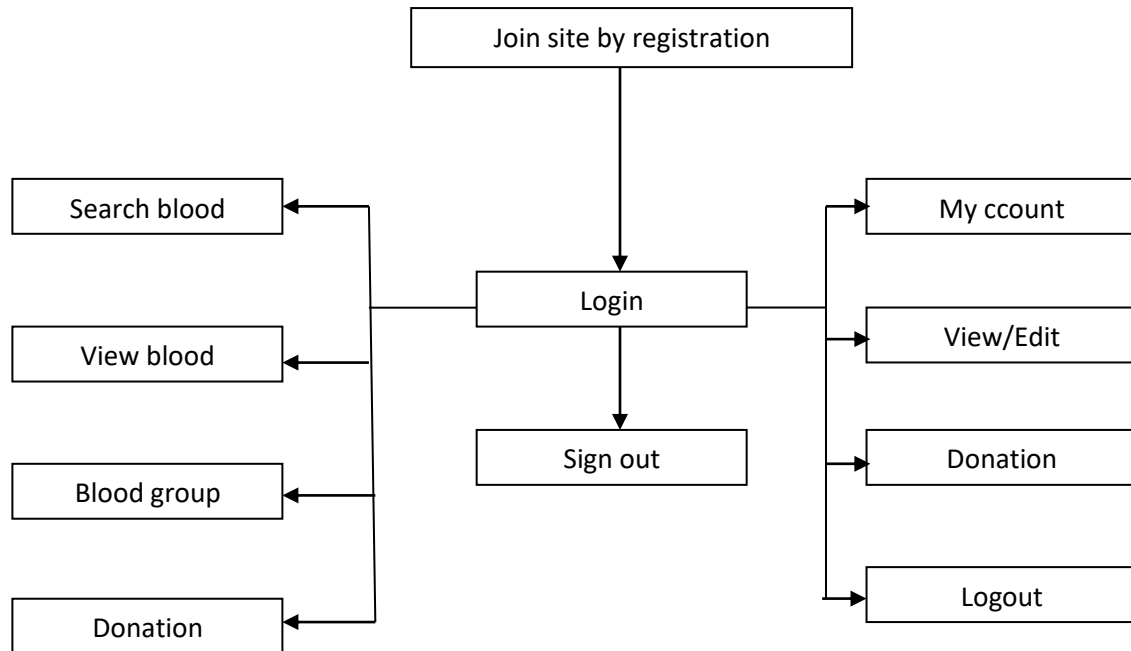 Join site by registration
Search blood
My ccount
Login
View blood
View/Edit
Sign out
Donation
Blood group
Donation
Logout